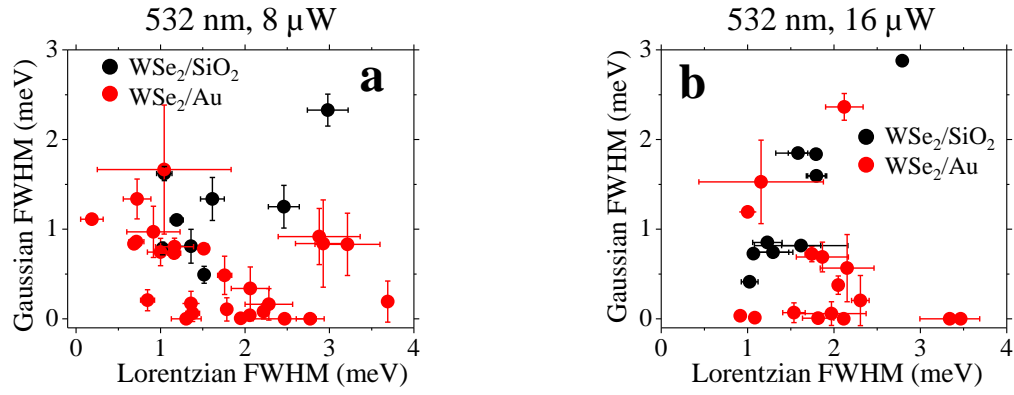 532 nm, 8 µW
3
2
1
0
Gaussian FWHM (meV)
WSe₂/SiO₂
WSe₂/Au
a
0
1
2
3
4
Lorentzian FWHM (meV)
532 nm, 16 µW
3
2
1
0
Gaussian FWHM (meV)
b
WSe₂/SiO₂
WSe₂/Au
0
1
2
3
4
Lorentzian FWHM (meV)